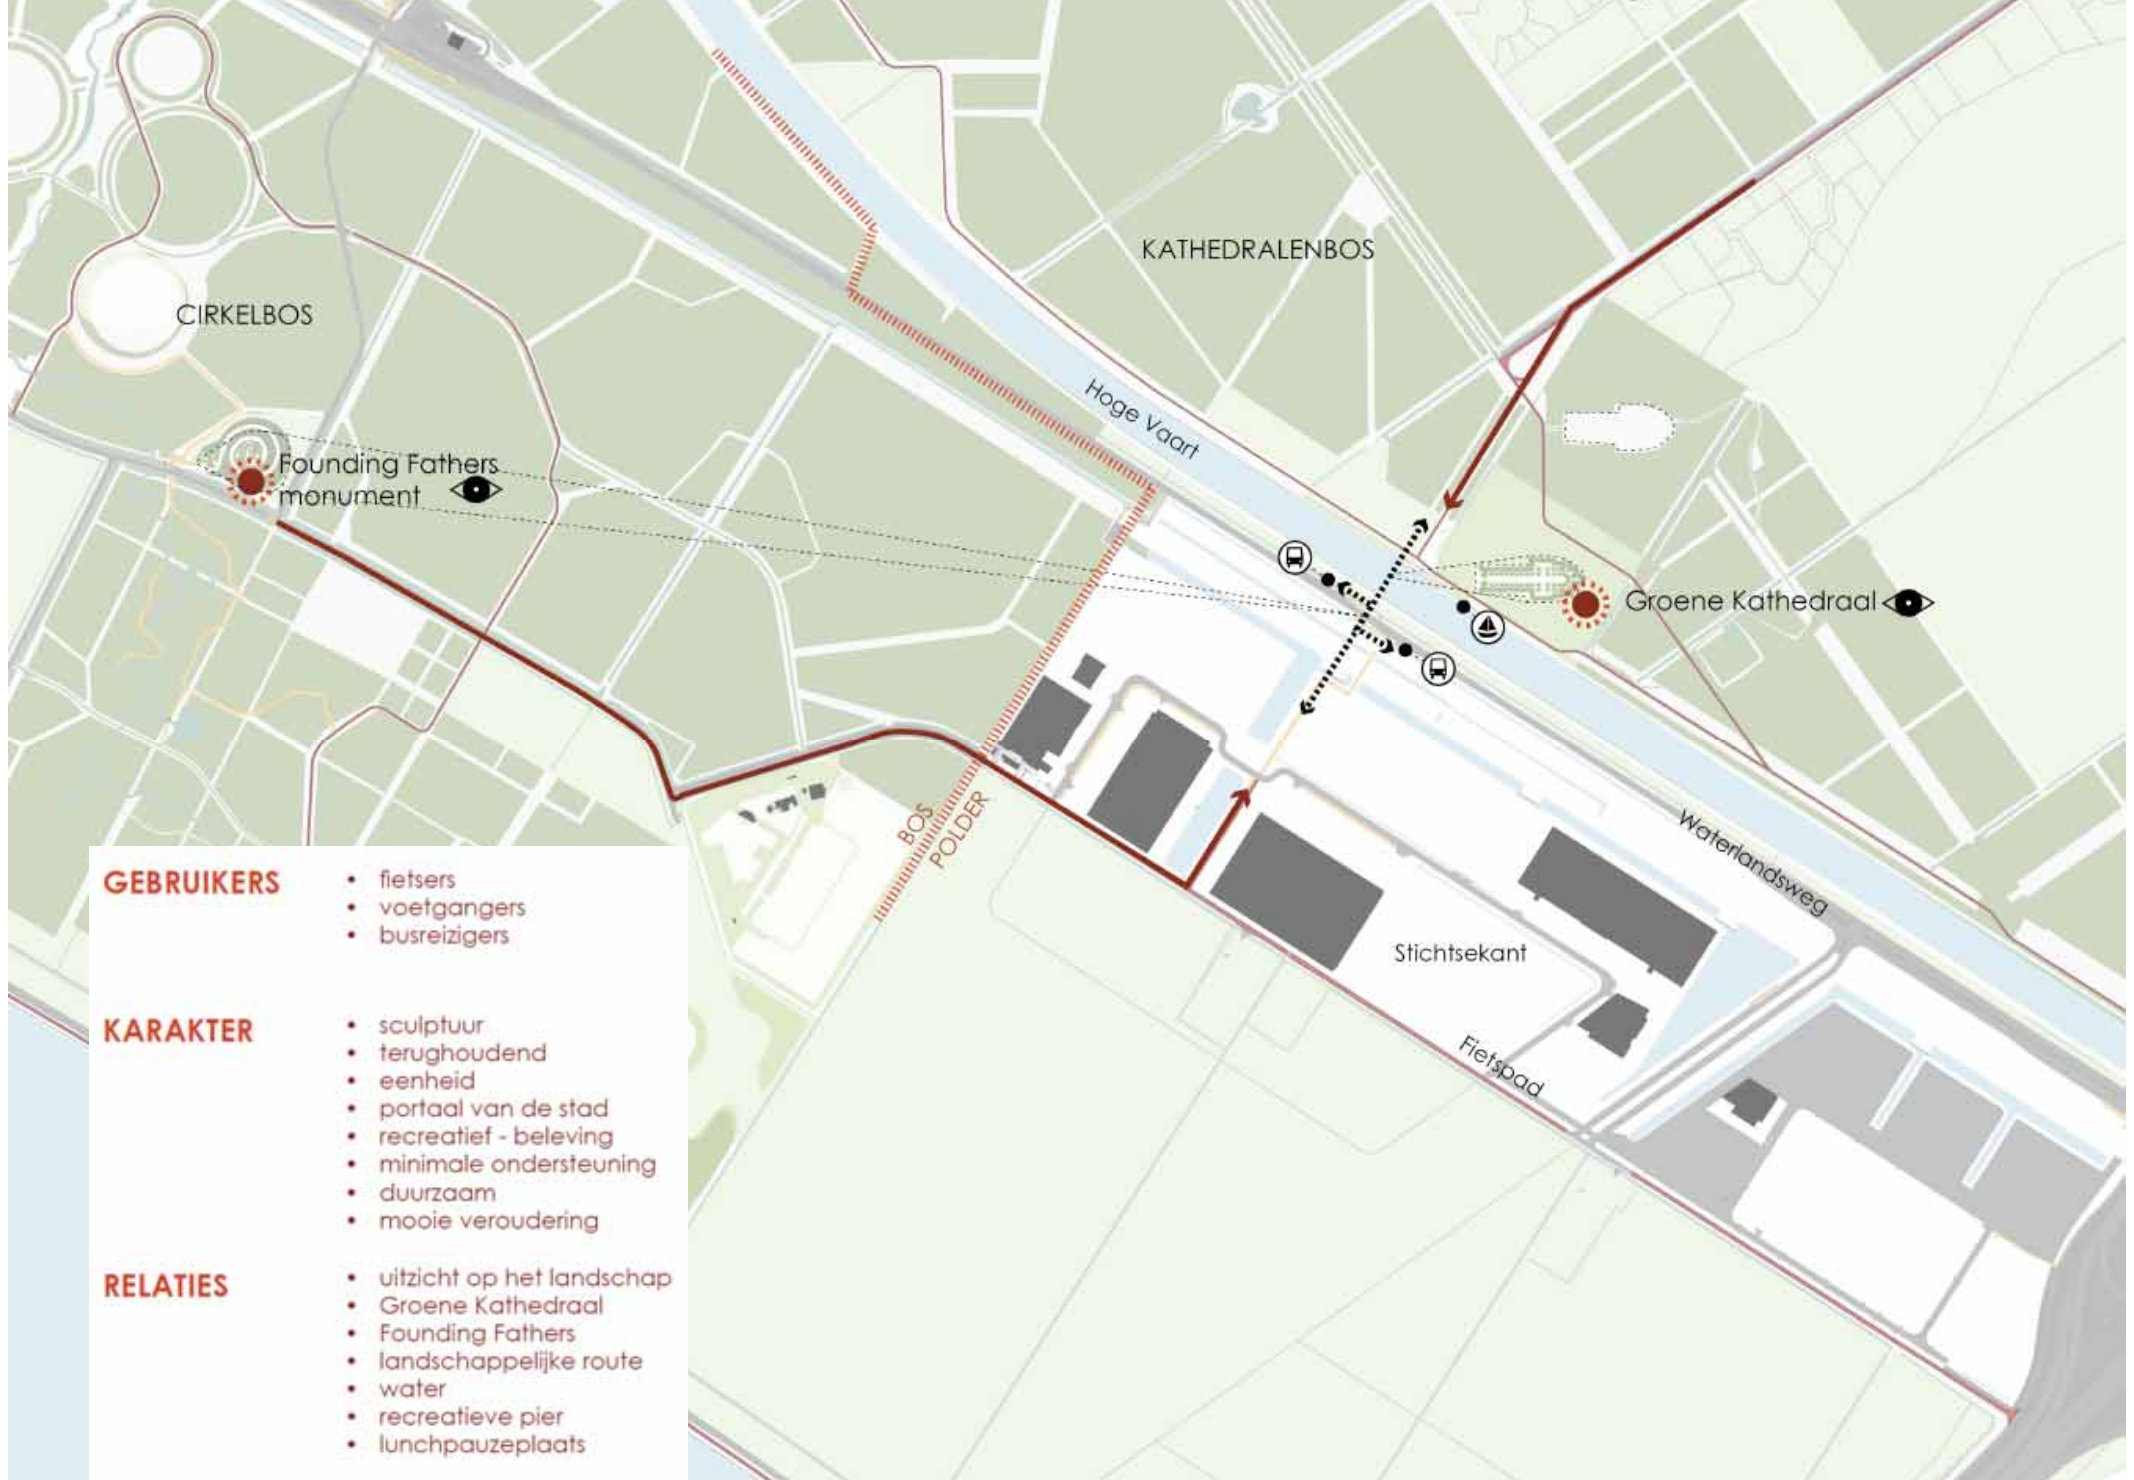 KATHEDRALENBOS
CIRKELBOS
Hoge Vaart
Founding Fathers
monument
Groene Kathedraal
BOS
POLDER
Waterlandsweg
Stichtsekant
Fietspad
GEBRUIKERS
• fietsers
• voetgangers
• busreizigers
KARAKTER
• sculptuur
• terughoudend
• eenheid
• portaal van de stad
• recreatief - beleving
• minimale ondersteuning
• duurzaam
• mooie veroudering
RELATIES
• uitzicht op het landschap
• Groene Kathedraal
• Founding Fathers
• landschappelijke route
• water
• recreatieve pier
• lunchpauzeplaats